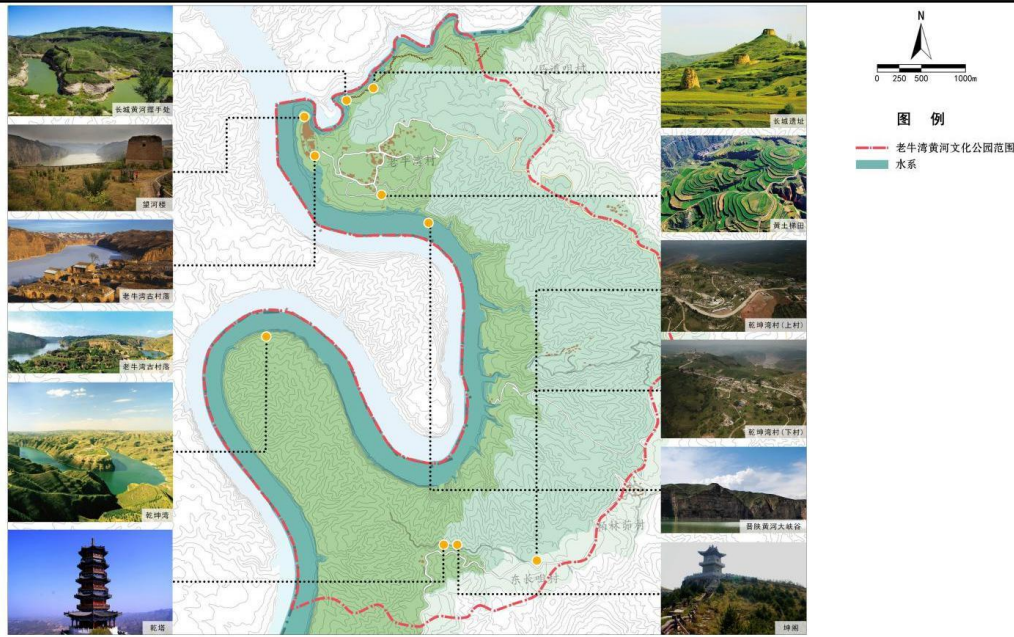 长城黄河握手处
望河楼
老牛湾古村落
老牛湾古村落
乾坤湾
乾塔
老牛湾村
东长咀村
长城遗址
黄土梯田
乾坤湾村(上村)
乾坤湾村(下村)
晋陕黄河大峡谷
坤阁
N
0 250 500 1000m
图 例
老牛湾黄河文化公园范围
水系